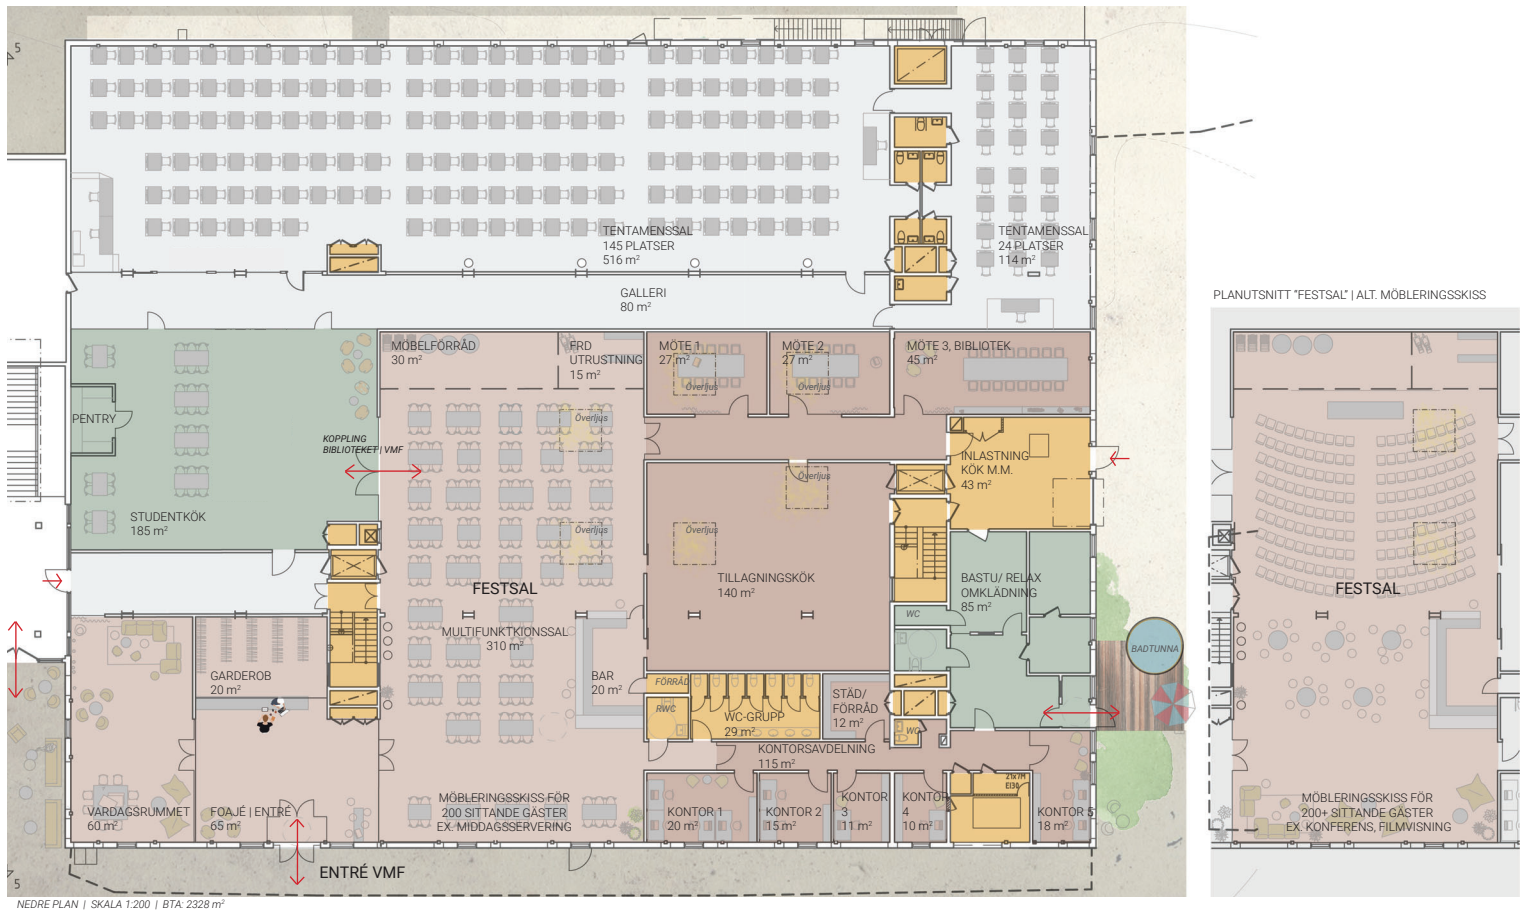 5
TENTAMENSSAL
145 PLATSER
516 m²
TENTAMENSSAL
24 PLATSER
114 m²
GALLERI
80 m²
PLANUTSNITT "FESTSAL" | ALT. MÖBLERINGSSKISS
MÖBELFÖRRÅD
30 m²
FRD
UTRUSTNING
15 m²
MÖTE 1
27 m²
Överljus
MÖTE 2
27 m²
Överljus
MÖTE 3, BIBLIOTEK
45 m²
PENTRY
KOPPLING
BIBLIOTEKET | VMF
Överljus
Överljus
INLASTNING
KÖK M.M.
43 m²
STUDENTKÖK
185 m²
Överljus
Överljus
TILLAGNINGSKÖK
140 m²
BASTU/ RELAX
OMKLÄDNING
85 m²
FESTSAL
FESTSAL
WC
MULTIFUNKTKIONSSAL
310 m²
BADTUNNA
GARDEROB
20 m²
BAR
20 m²
FÖRRÅD
RWC
WC-GRUPP
29 m²
STÄD/
FÖRRÅD
12 m²
WC
KONTORSAVDELNING
115 m²
21x7M
EI30
VARDAGSRUMMET
60 m²
FOAJÉ | ENTRÉ
65 m²
MÖBLERINGSSKISS FÖR
200 SITTANDE GÄSTER
EX. MIDDAGSSERVERING
KONTOR 1
20 m²
KONTOR 2
15 m²
KONTOR
3
11 m²
KONTOR
4
10 m²
KONTOR 5
18 m²
MÖBLERINGSSKISS FÖR
200+ SITTANDE GÄSTER
EX. KONFERENS, FILMVISNING
ENTRÉ VMF
5
NEDRE PLAN | SKALA 1:200 | BTA: 2328 m²